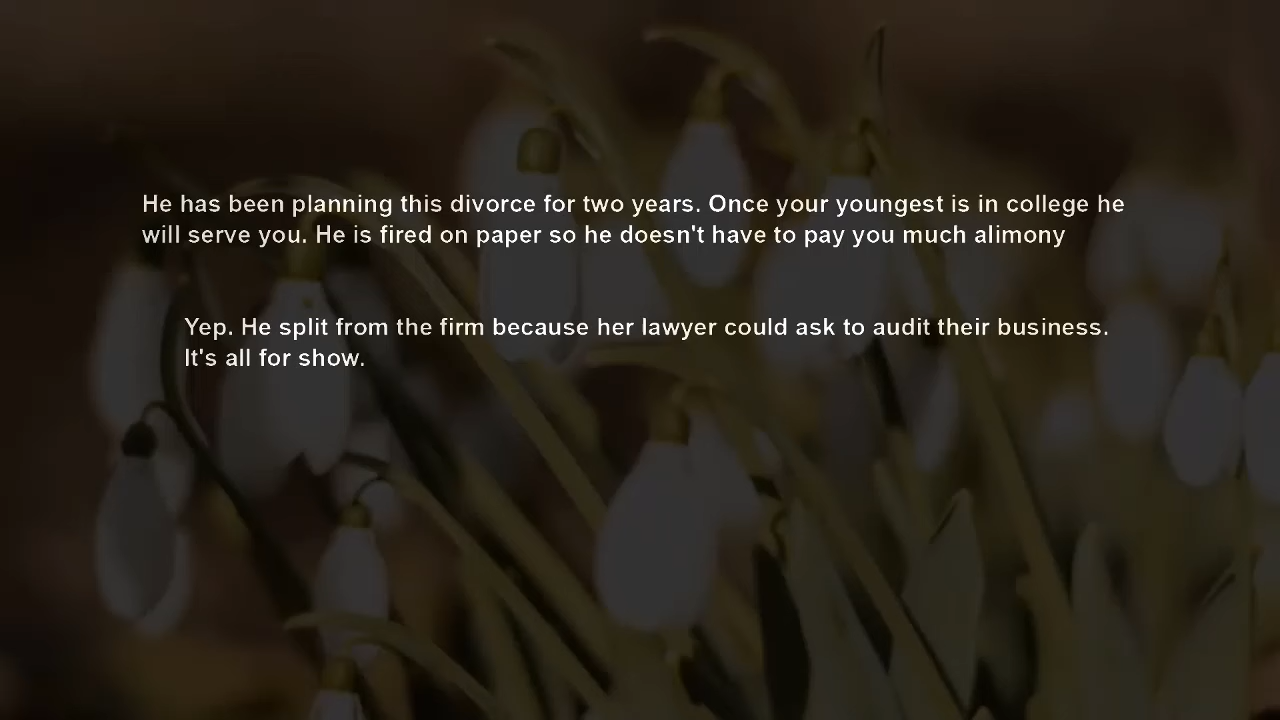 He has been planning this divorce for two years. Once your youngest is in college he
will serve you. He is fired on paper so he doesn't have to pay you much alimony
Yep. He split from the firm because her lawyer could ask to audit their business.
It's all for show.